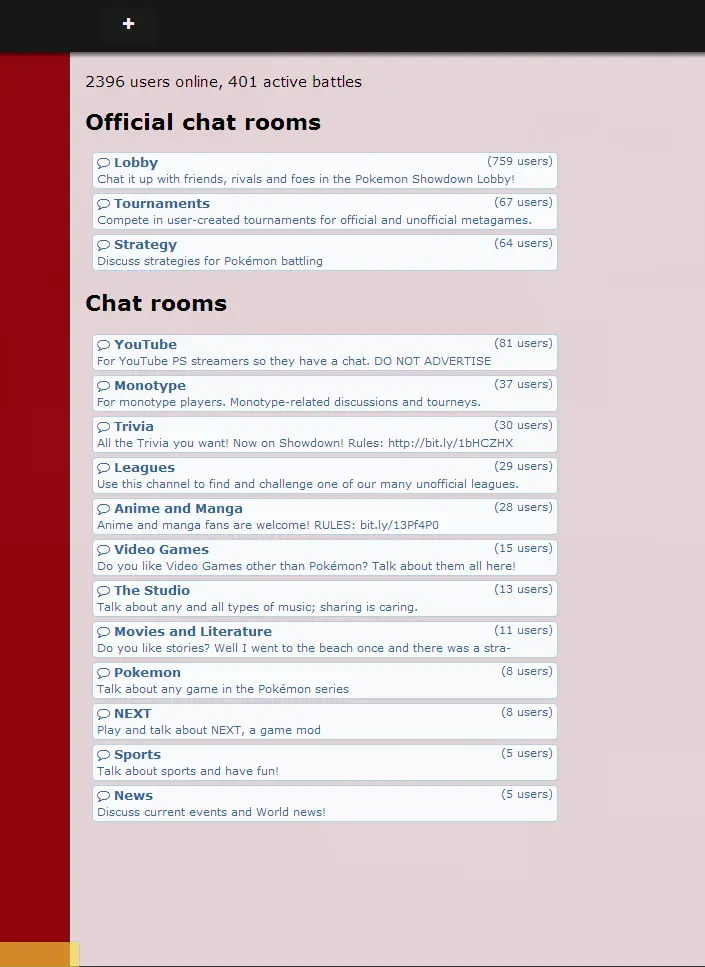 +
2396 users online, 401 active battles
Official chat rooms
Lobby (759 users)
Chat it up with friends, rivals and foes in the Pokemon Showdown Lobby!
Tournaments (67 users)
Compete in user-created tournaments for official and unofficial metagames.
Strategy (64 users)
Discuss strategies for Pokémon battling
Chat rooms
YouTube (81 users)
For YouTube PS streamers so they have a chat. DO NOT ADVERTISE
Monotype (37 users)
For monotype players. Monotype-related discussions and tourneys.
Trivia (30 users)
All the Trivia you want! Now on Showdown! Rules: http://bit.ly/1bHCZHX
Leagues (29 users)
Use this channel to find and challenge one of our many unofficial leagues.
Anime and Manga (28 users)
Anime and manga fans are welcome! RULES: bit.ly/13Pf4P0
Video Games (15 users)
Do you like Video Games other than Pokémon? Talk about them all here!
The Studio (13 users)
Talk about any and all types of music; sharing is caring.
Movies and Literature (11 users)
Do you like stories? Well I went to the beach once and there was a stra-
Pokemon (8 users)
Talk about any game in the Pokémon series
NEXT (8 users)
Play and talk about NEXT, a game mod
Sports (5 users)
Talk about sports and have fun!
News (5 users)
Discuss current events and World news!